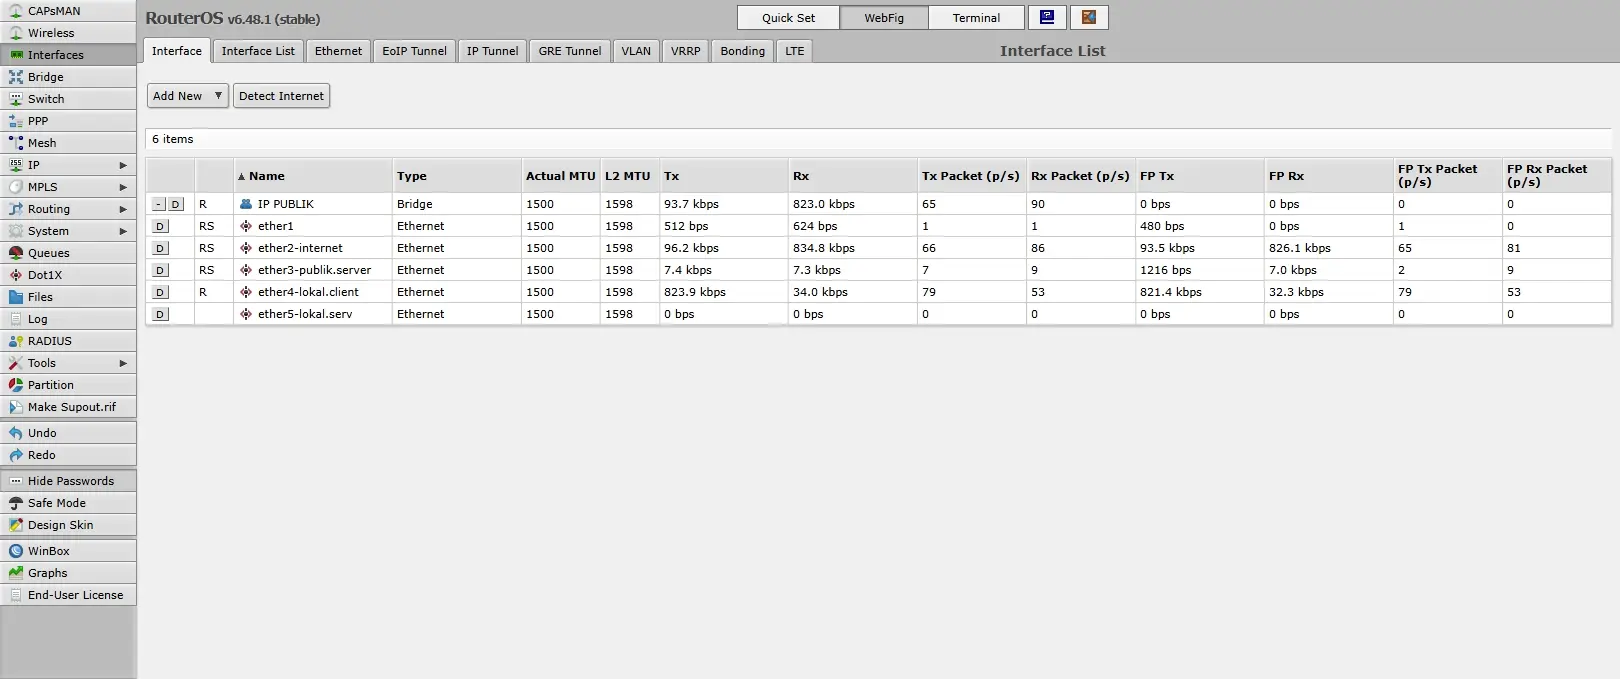 CAPsMAN
Wireless
Interfaces
Bridge
Switch
PPP
Mesh
IP
MPLS
Routing
System
Queues
Dot1X
Files
Log
RADIUS
Tools
Partition
Make Supout.rif
Undo
Redo
Hide Passwords
Safe Mode
Design Skin
WinBox
Graphs
End-User License
RouterOS v6.48.1 (stable)
Quick Set WebFig Terminal
Interface Interface List Ethernet EoIP Tunnel IP Tunnel GRE Tunnel VLAN VRRP Bonding LTE Interface List
Add New ▼ Detect Internet
6 items
▲ Name Type Actual MTU L2 MTU Tx Rx Tx Packet (p/s) Rx Packet (p/s) FP Tx FP Rx FP Tx Packet (p/s) FP Rx Packet (p/s)
- D R IP PUBLIK Bridge 1500 1598 93.7 kbps 823.0 kbps 65 90 0 bps 0 bps 0 0
D RS ether1 Ethernet 1500 1598 512 bps 624 bps 1 1 480 bps 0 bps 1 0
D RS ether2-internet Ethernet 1500 1598 96.2 kbps 834.8 kbps 66 86 93.5 kbps 826.1 kbps 65 81
D RS ether3-publik.server Ethernet 1500 1598 7.4 kbps 7.3 kbps 7 9 1216 bps 7.0 kbps 2 9
D R ether4-lokal.client Ethernet 1500 1598 823.9 kbps 34.0 kbps 79 53 821.4 kbps 32.3 kbps 79 53
D ether5-lokal.serv Ethernet 1500 1598 0 bps 0 bps 0 0 0 bps 0 bps 0 0